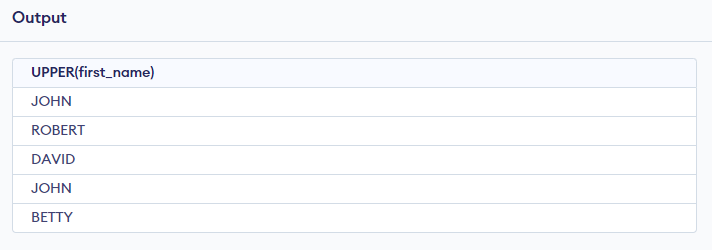 Output
UPPER(first_name)
JOHN
ROBERT
DAVID
JOHN
BETTY